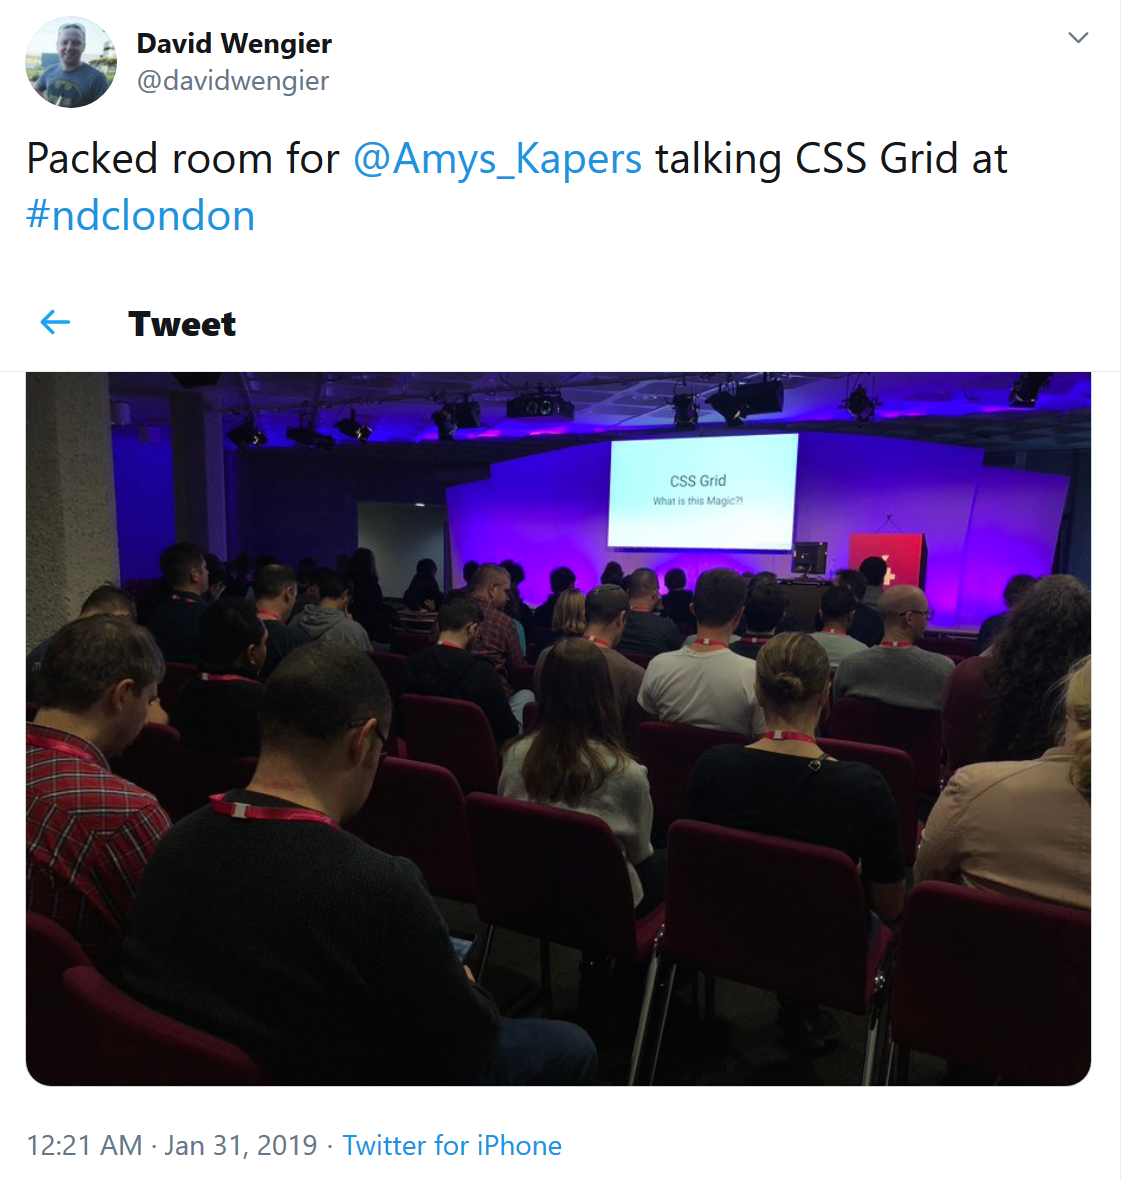 David Wengier
@davidwengier
Packed room for @Amys_Kapers talking CSS Grid at
#ndclondon
Tweet
CSS Grid
What is this Magic?!
12:21 AM · Jan 31, 2019 · Twitter for iPhone